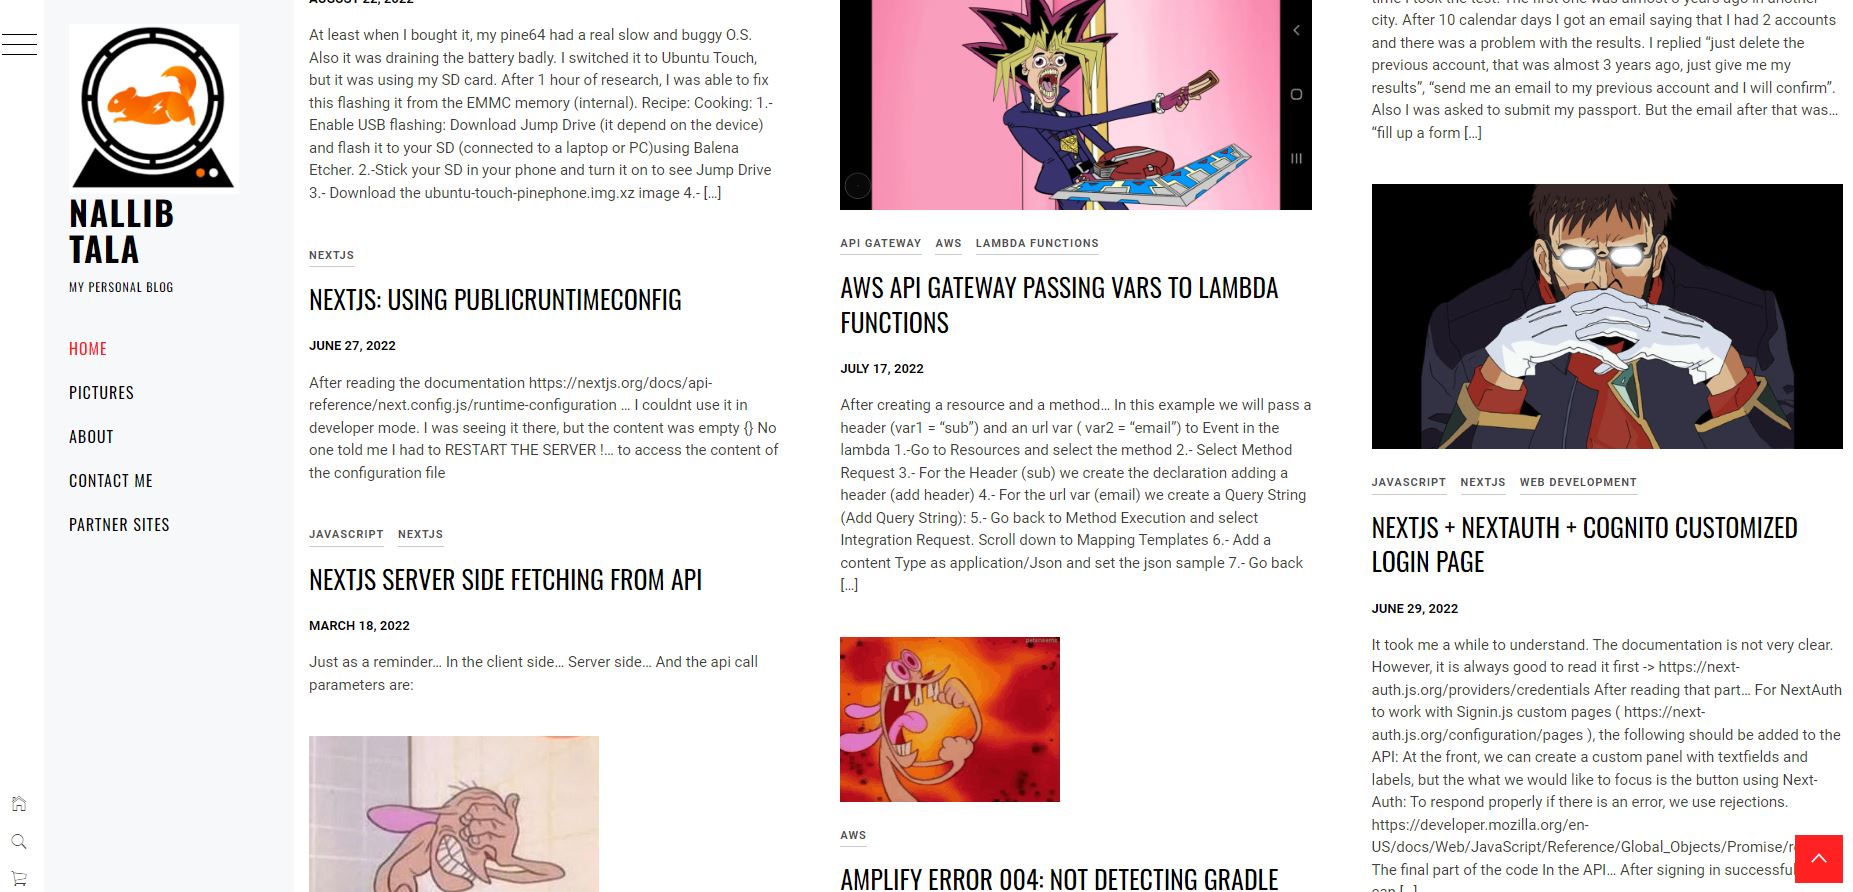 NALLIB
TALA
MY PERSONAL BLOG
HOME
PICTURES
ABOUT
CONTACT ME
PARTNER SITES
AUGUST 22, 2022
At least when I bought it, my pine64 had a real slow and buggy O.S.
Also it was draining the battery badly. I switched it to Ubuntu Touch,
but it was using my SD card. After 1 hour of research, I was able to fix
this flashing it from the EMMC memory (internal). Recipe: Cooking: 1.-
Enable USB flashing: Download Jump Drive (it depend on the device)
and flash it to your SD (connected to a laptop or PC)using Balena
Etcher. 2.-Stick your SD in your phone and turn it on to see Jump Drive
3.- Download the ubuntu-touch-pinephone.img.xz image 4.- […]
NEXTJS
NEXTJS: USING PUBLICRUNTIMECONFIG
JUNE 27, 2022
After reading the documentation https://nextjs.org/docs/api-
reference/next.config.js/runtime-configuration … I couldnt use it in
developer mode. I was seeing it there, but the content was empty {} No
one told me I had to RESTART THE SERVER !… to access the content of
the configuration file
JAVASCRIPT NEXTJS
NEXTJS SERVER SIDE FETCHING FROM API
MARCH 18, 2022
Just as a reminder… In the client side… Server side… And the api call
parameters are:
API GATEWAY AWS LAMBDA FUNCTIONS
AWS API GATEWAY PASSING VARS TO LAMBDA
FUNCTIONS
JULY 17, 2022
After creating a resource and a method… In this example we will pass a
header (var1 = “sub”) and an url var ( var2 = “email”) to Event in the
lambda 1.-Go to Resources and select the method 2.- Select Method
Request 3.- For the Header (sub) we create the declaration adding a
header (add header) 4.- For the url var (email) we create a Query String
(Add Query String): 5.- Go back to Method Execution and select
Integration Request. Scroll down to Mapping Templates 6.- Add a
content Type as application/Json and set the json sample 7.- Go back
[…]
AWS
AMPLIFY ERROR 004: NOT DETECTING GRADLE
time I took the test. The first one was almost 3 years ago in another
city. After 10 calendar days I got an email saying that I had 2 accounts
and there was a problem with the results. I replied “just delete the
previous account, that was almost 3 years ago, just give me my
results”, “send me an email to my previous account and I will confirm”.
Also I was asked to submit my passport. But the email after that was…
“fill up a form […]
JAVASCRIPT NEXTJS WEB DEVELOPMENT
NEXTJS + NEXTAUTH + COGNITO CUSTOMIZED
LOGIN PAGE
JUNE 29, 2022
It took me a while to understand. The documentation is not very clear.
However, it is always good to read it first -> https://next-
auth.js.org/providers/credentials After reading that part… For NextAuth
to work with Signin.js custom pages ( https://next-
auth.js.org/configuration/pages ), the following should be added to the
API: At the front, we can create a custom panel with textfields and
labels, but the what we would like to focus is the button using Next-
Auth: To respond properly if there is an error, we use rejections.
https://developer.mozilla.org/en-
US/docs/Web/JavaScript/Reference/Global_Objects/Promise/r
The final part of the code In the API… After signing in successful
can […]